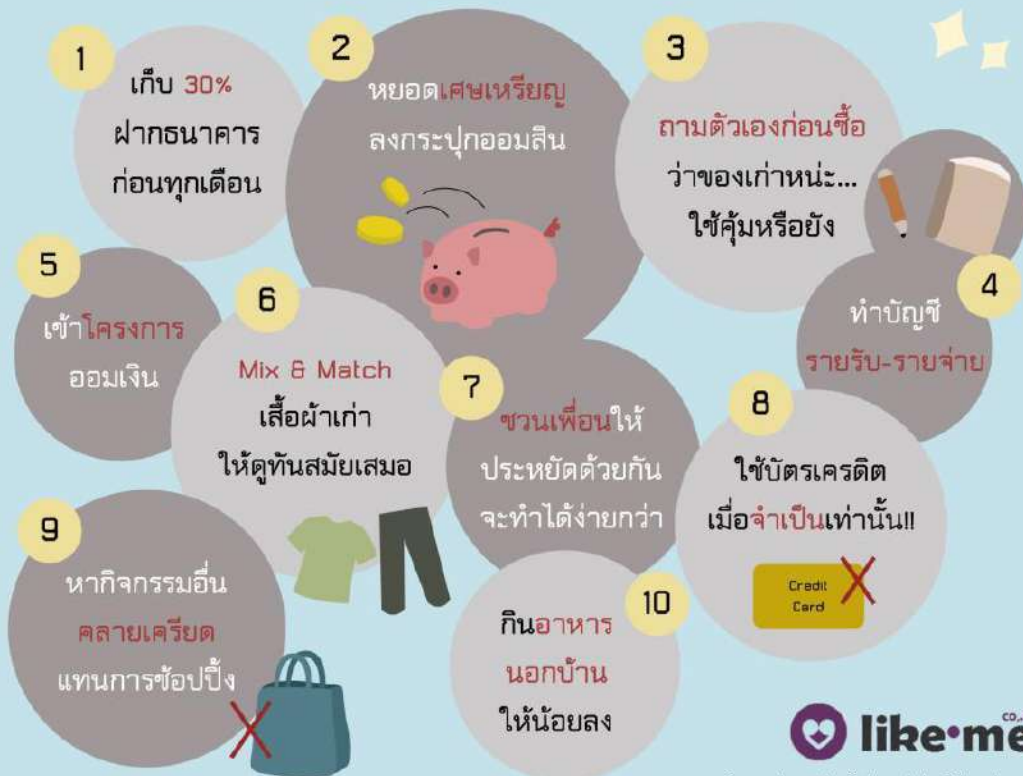 1
เก็บ 30%
ฝากธนาคาร
ก่อนทุกเดือน
2
หยอดเศษเหรียญ
ลงกระปุกออมสิน
3
ถามตัวเองก่อนซื้อ
ว่าของเก่าหน่ะ...
ใช้คุ้มหรือยัง
4
ทำบัญชี
รายรับ-รายจ่าย
5
เข้าโครงการ
ออมเงิน
6
Mix & Match
เสื้อผ้าเก่า
ให้ดูทันสมัยเสมอ
7
ชวนเพื่อนให้
ประหยัดด้วยกัน
จะทำได้ง่ายกว่า
8
ใช้บัตรเครดิต
เมื่อจำเป็นเท่านั้น!!
Credit
Card
9
หากิจกรรมอื่น
คลายเครียด
แทนการช้อปปิ้ง
10
กินอาหาร
นอกบ้าน
ให้น้อยลง
like•me